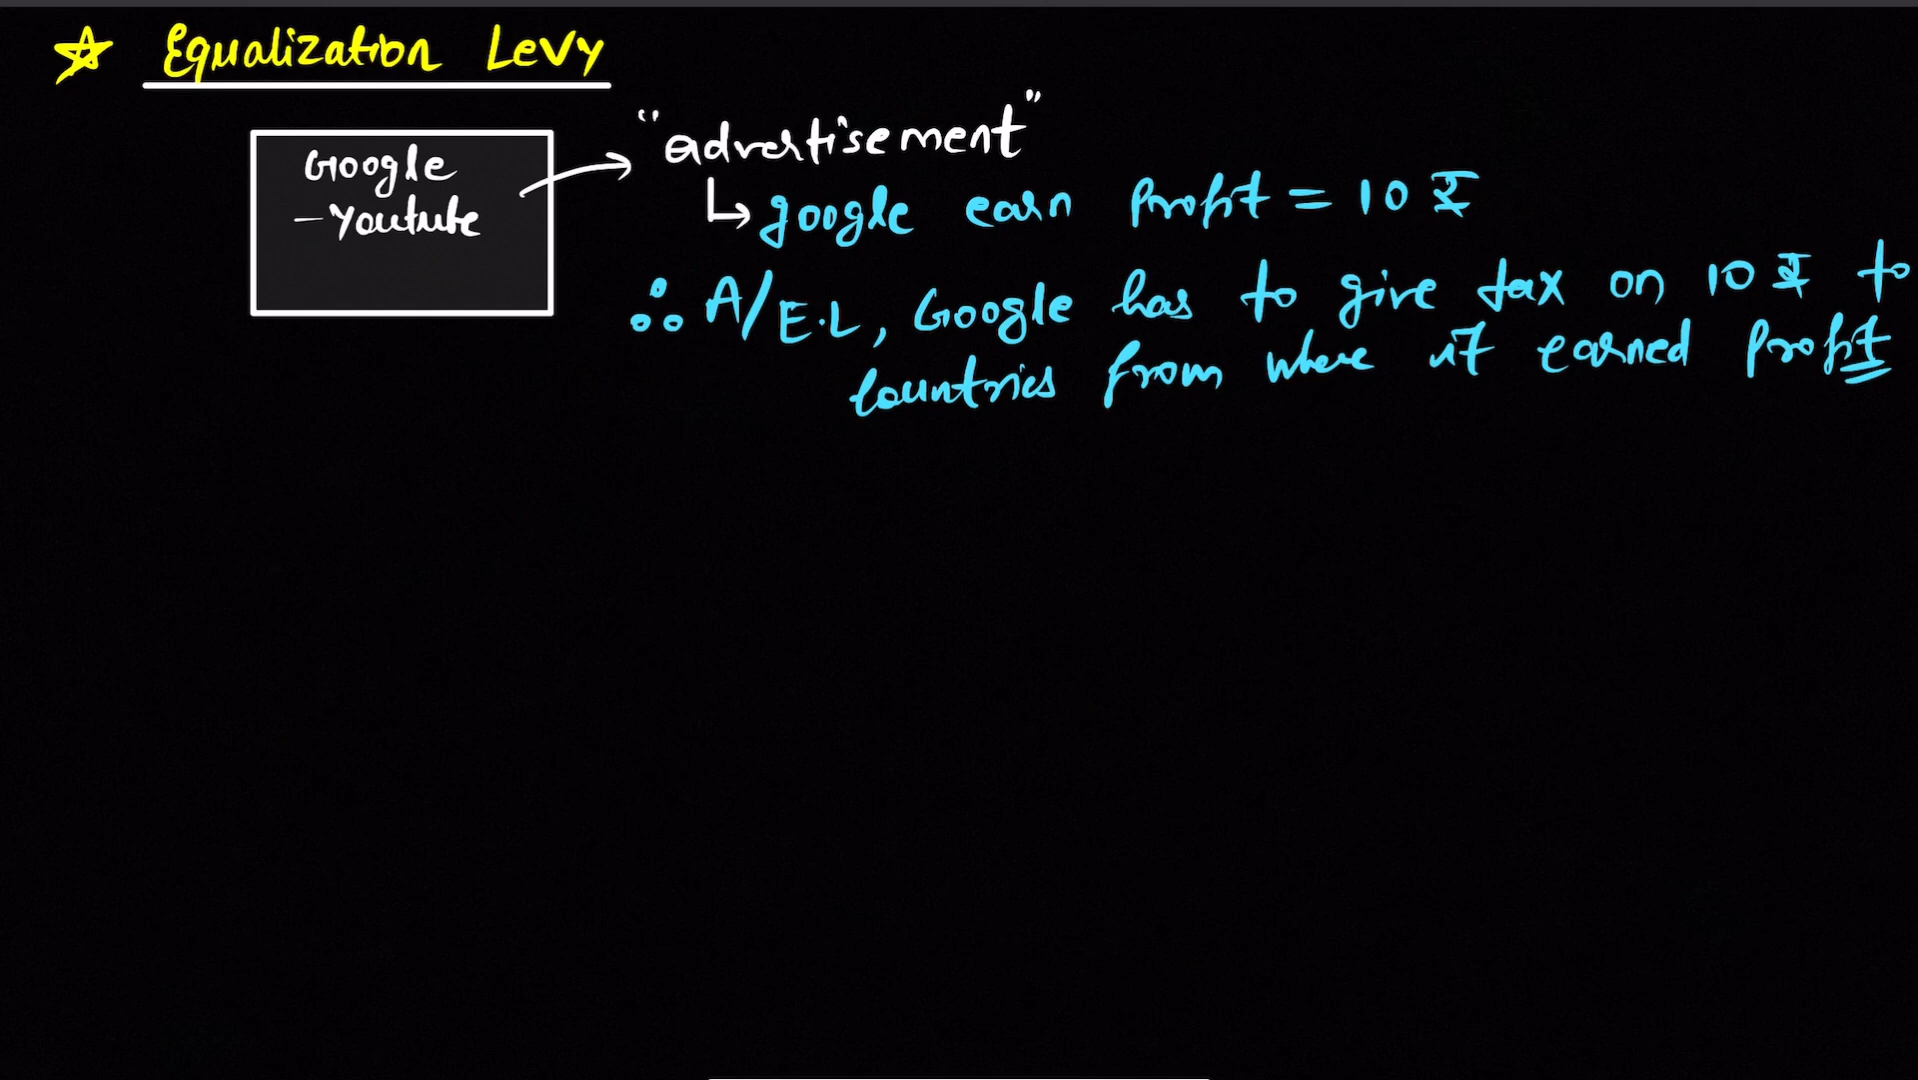 ☆ Equalization Levy
Google
- Youtube
"advertisement"
↳ google earn Profit = 10 ₹
∴ A/E.L, Google has to give tax on 10 ₹ to
Countries from where it earned Profit